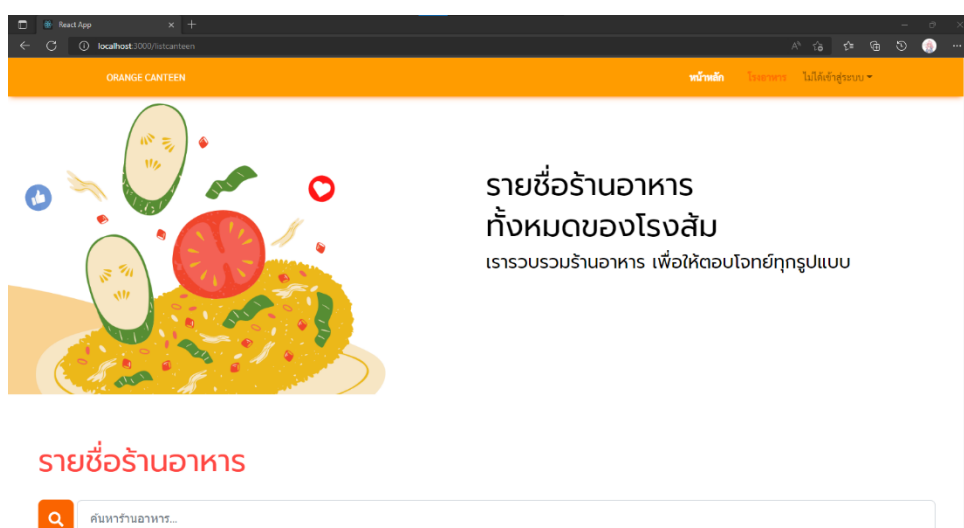 React App
localhost:3000/listcanteen
ORANGE CANTEEN
หน้าหลัก
โรงอาหาร
ไม่ได้เข้าสู่ระบบ
รายชื่อร้านอาหาร
ทั้งหมดของโรงส้ม
เรารวบรวมร้านอาหาร เพื่อให้ตอบโจทย์ทุกรูปแบบ
รายชื่อร้านอาหาร
ค้นหาร้านอาหาร...